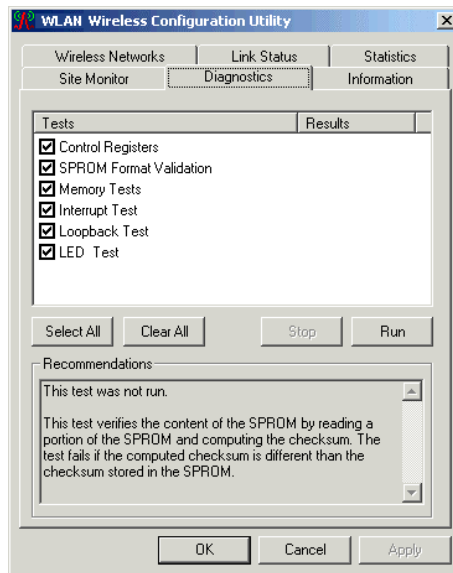 WLAN Wireless Configuration Utility
Wireless Networks Link Status Statistics
Site Monitor Diagnostics Information
Tests Results
Control Registers
SPROM Format Validation
Memory Tests
Interrupt Test
Loopback Test
LED Test
Select All Clear All Stop Run
Recommendations
This test was not run.
This test verifies the content of the SPROM by reading a
portion of the SPROM and computing the checksum. The
test fails if the computed checksum is different than the
checksum stored in the SPROM.
OK Cancel Apply